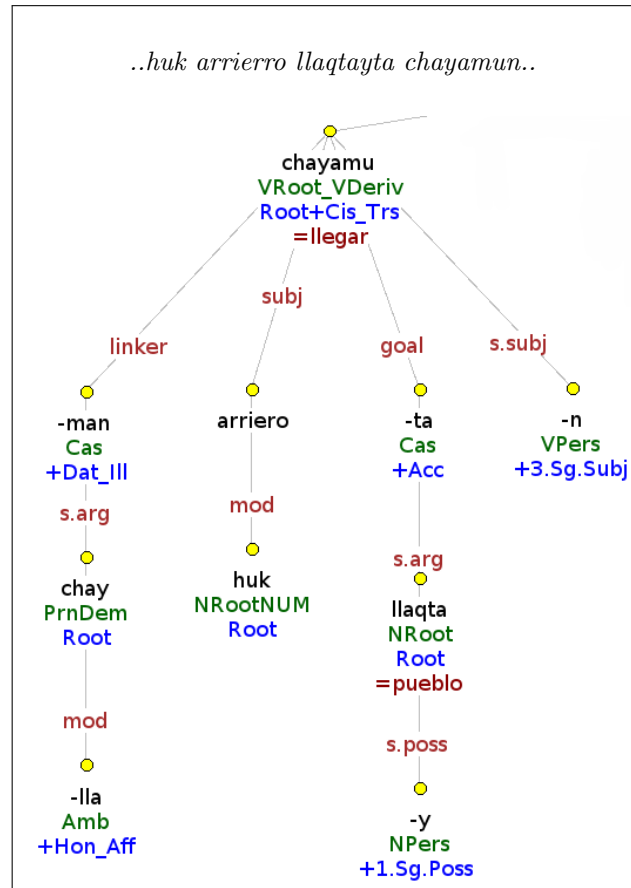 ..huk arrierro llaqtayta chayamun..
chayamu
VRoot_VDeriv
Root+Cis_Trs
=llegar
subj
linker
goal
s.subj
-man
Cas
+Dat_Ill
arriero
-ta
Cas
+Acc
-n
VPers
+3.Sg.Subj
s.arg
mod
s.arg
chay
PrnDem
Root
huk
NRootNUM
Root
llaqta
NRoot
Root
=pueblo
mod
s.poss
-lla
Amb
+Hon_Aff
-y
NPers
+1.Sg.Poss